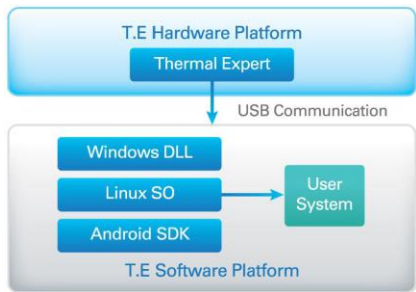 T.E Hardware Platform
Thermal Expert
USB Communication
Windows DLL
Linux SO
User
System
Android SDK
T.E Software Platform